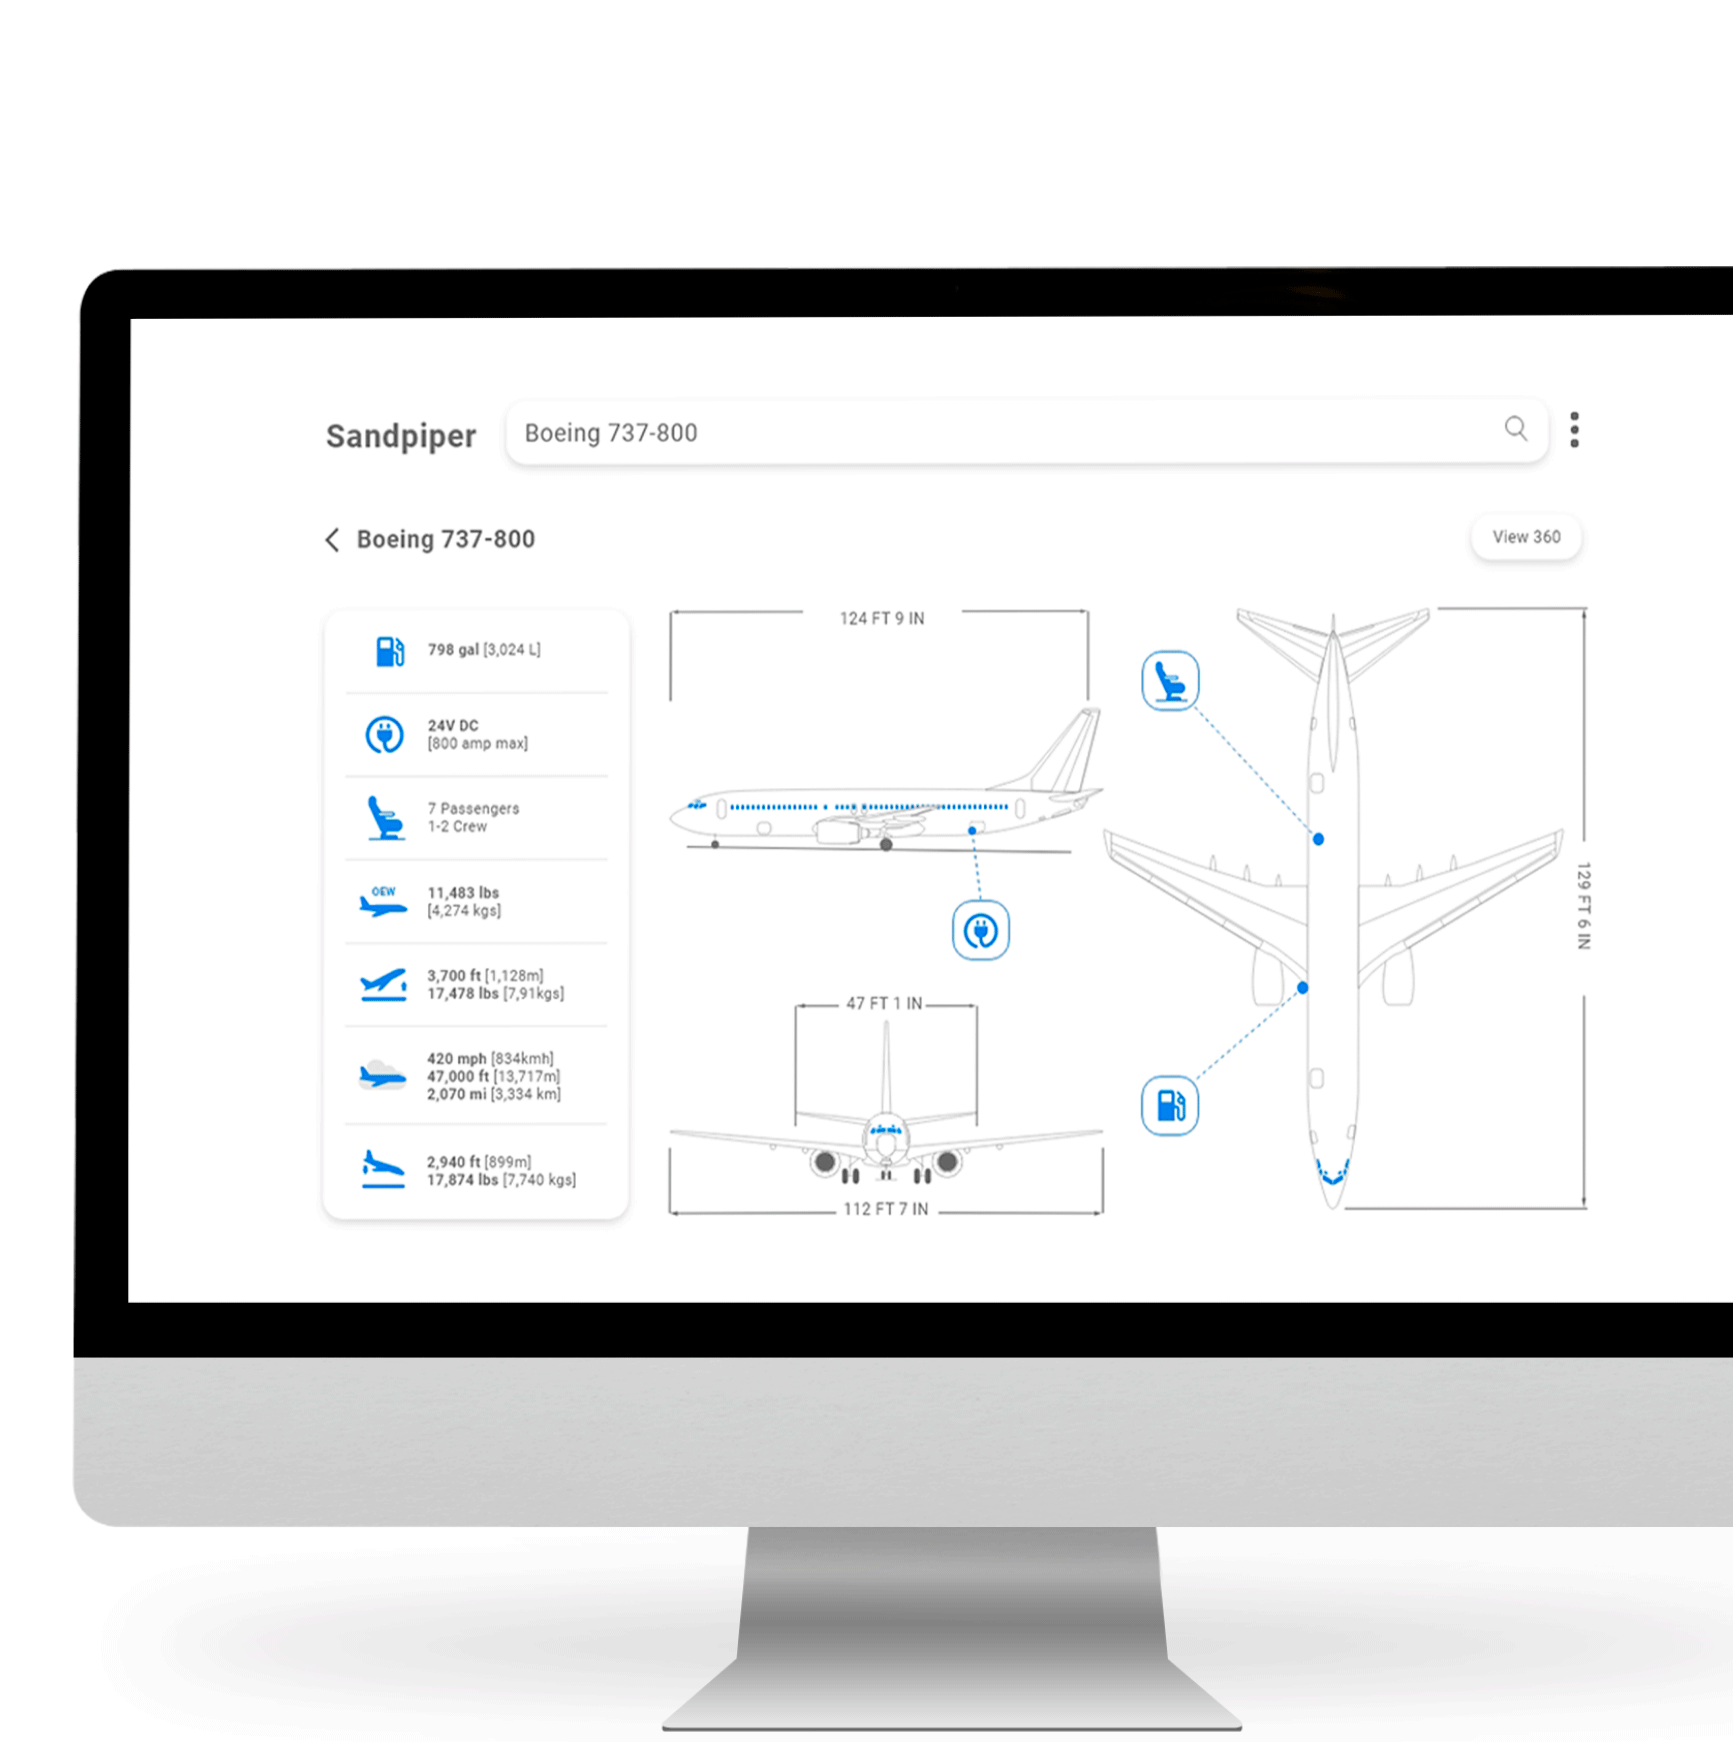 Sandpiper
Boeing 737-800
Boeing 737-800
View 360
798 gal [3,024 L]
24V DC
[800 amp max]
7 Passengers
1-2 Crew
OEW
11,483 lbs
[4,274 kgs]
3,700 ft [1,128m]
17,478 lbs [7,91kgs]
420 mph [834kmh]
47,000 ft [13,717m]
2,070 mi [3,334 km]
2,940 ft [899m]
17,874 lbs [7,740 kgs]
124 FT 9 IN
47 FT 1 IN
112 FT 7 IN
129 FT 6 IN